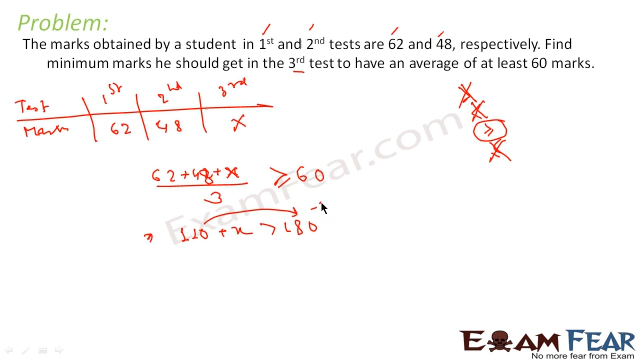 Problem:
The marks obtained by a student in 1st and 2nd tests are 62 and 48, respectively. Find
minimum marks he should get in the 3rd test to have an average of at least 60 marks.
Test 1st 2nd 3rd
Marks 62 48 x
62+48+x / 3 ≥ 60
⇒ 110 + x > 180 -
≥
ExamFear.com
EXAM FEAR
No more fear from Exam